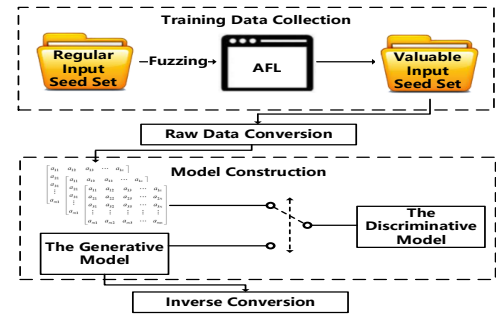 Training Data Collection
Regular
Input
Seed Set
Fuzzing
AFL
Valuable
Input
Seed Set
Raw Data Conversion
Model Construction
The Generative
Model
The
Discriminative
Model
Inverse Conversion